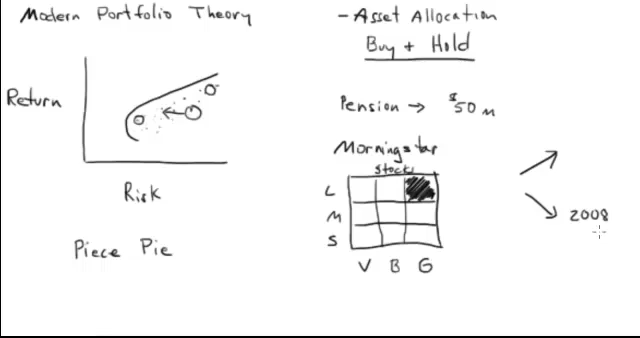 Modern Portfolio Theory
Return
Risk
Piece Pie
- Asset Allocation
Buy + Hold
Pension → $50 M
Morningstar
Stocks
L
M
S
V B G
2008